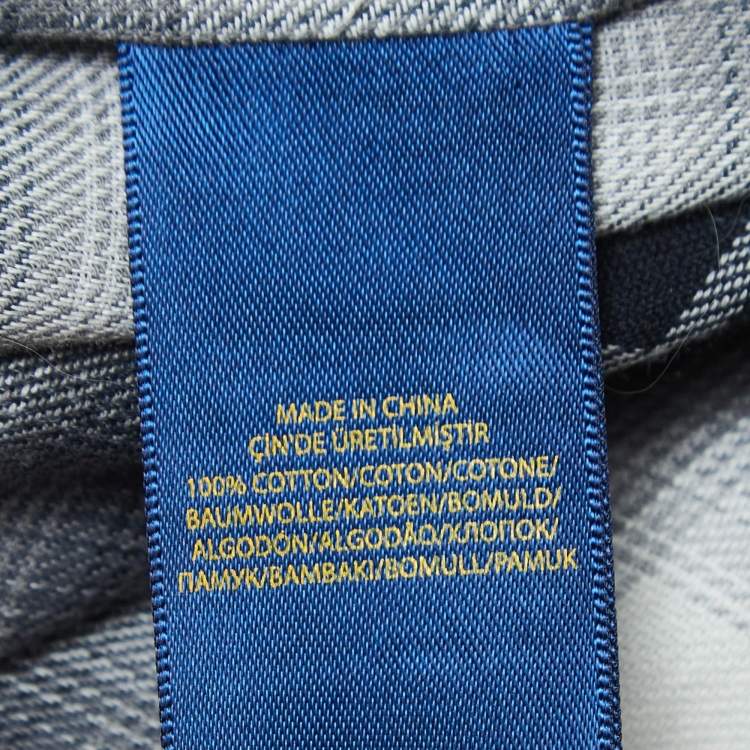 MADE IN CHINA
ÇİN'DE ÜRETİLMİŞTİR
100% COTTON/COTON/COTONE/
BAUMWOLLE/KATOEN/BOMULD/
ALGODÓN/ALGODÃO/ХЛОПОК/
ПАМУК/BAMBAKI/BOMULL/PAMUK